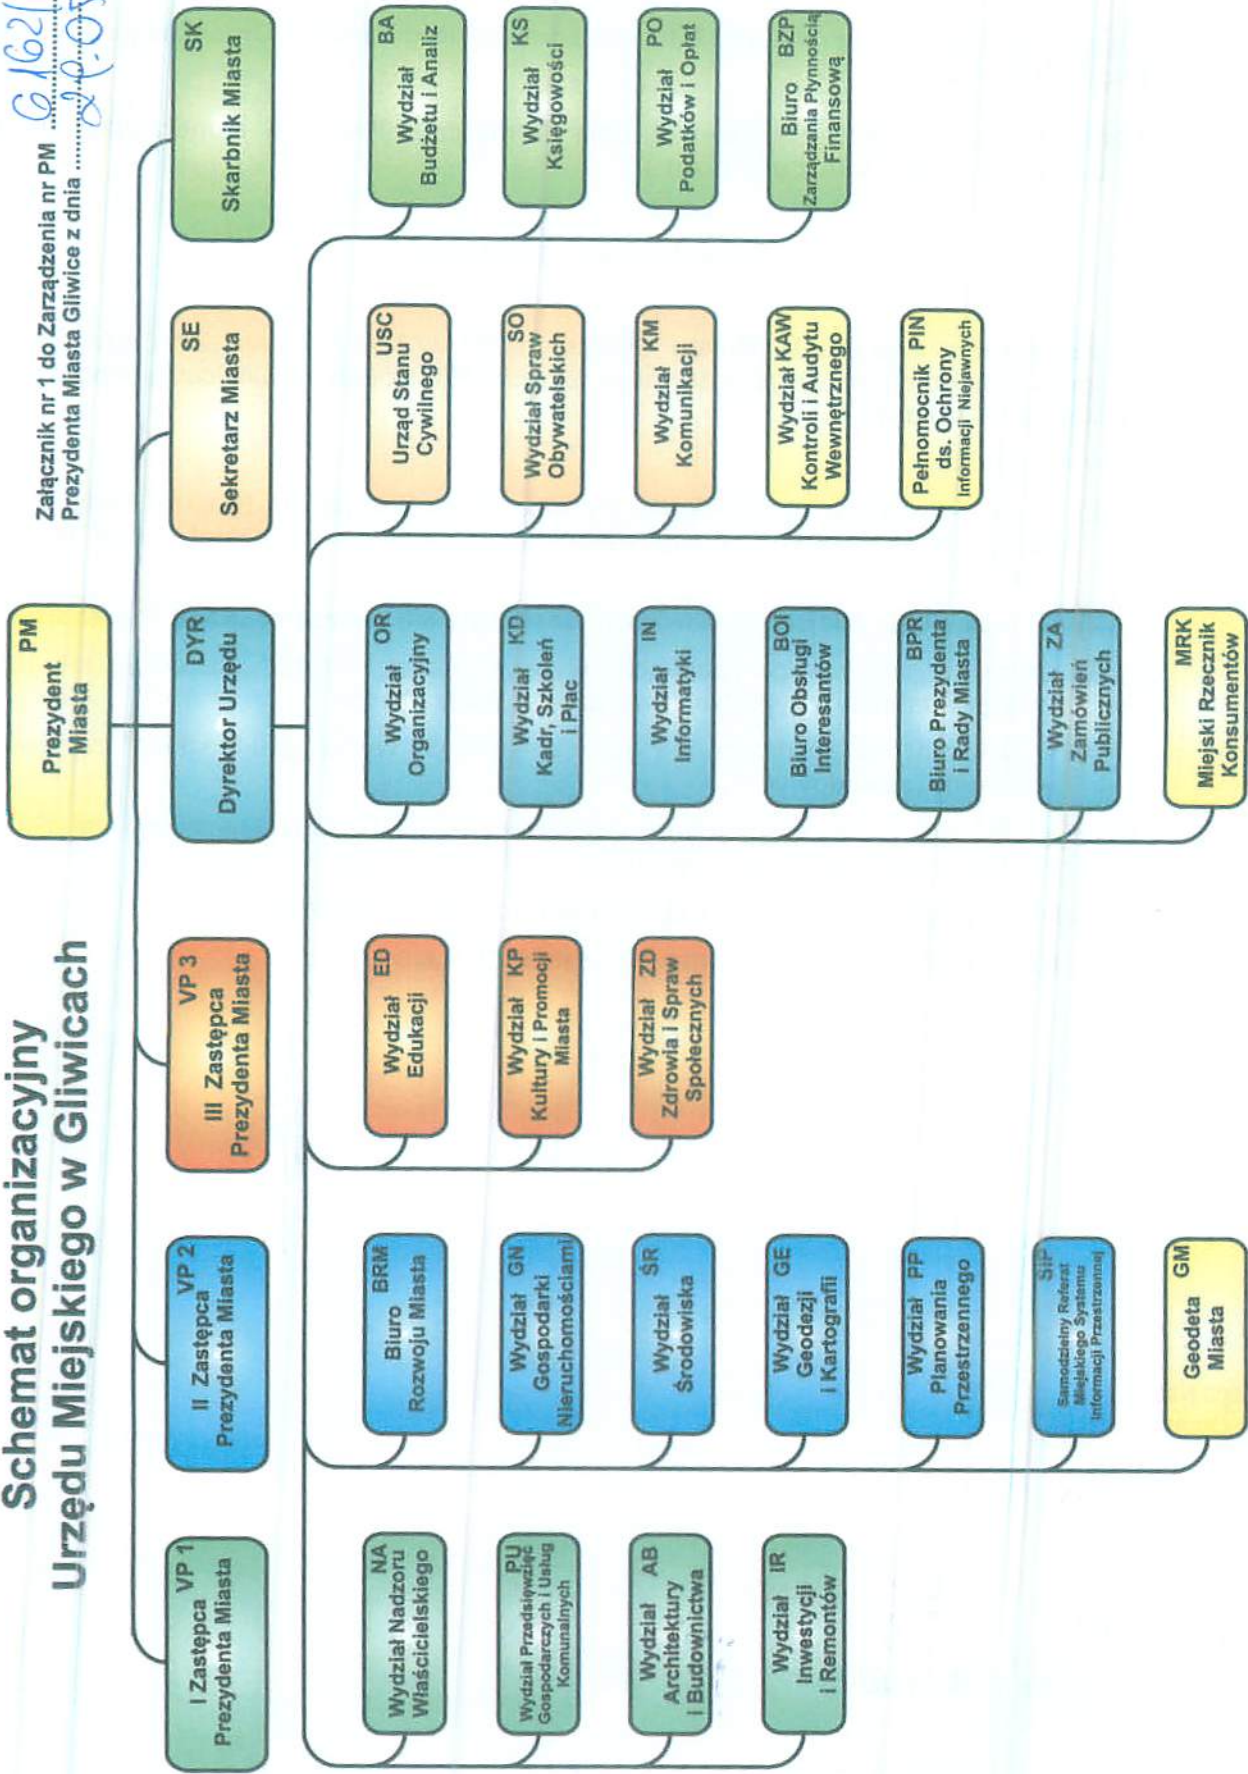 Schemat organizacyjny
Urzędu Miejskiego w Gliwicach
Załącznik nr 1 do Zarządzenia nr PM
Prezydenta Miasta Gliwice z dnia
PM
Prezydent
Miasta
VP 1
I Zastępca
Prezydenta Miasta
VP 2
II Zastępca
Prezydenta Miasta
VP 3
III Zastępca
Prezydenta Miasta
DYR
Dyrektor Urzędu
SE
Sekretarz Miasta
SK
Skarbnik Miasta
NA
Wydział Nadzoru
Właścicielskiego
PU
Wydział Przedsięwzięć
Gospodarczych i Usług
Komunalnych
Wydział AB
Architektury
i Budownictwa
Wydział IR
Inwestycji
i Remontów
Biuro BRM
Rozwoju Miasta
Wydział GN
Gospodarki
Nieruchomościami
Wydział ŚR
Środowiska
Wydział GE
Geodezji
i Kartografii
Wydział PP
Planowania
Przestrzennego
SIP
Samodzielny Referat
Miejskiego Systemu
Informacji Przestrzennej
GM
Geodeta
Miasta
Wydział ED
Edukacji
Wydział KP
Kultury i Promocji
Miasta
Wydział ZD
Zdrowia i Spraw
Społecznych
Wydział OR
Organizacyjny
Wydział KD
Kadr, Szkoleń
i Płac
Wydział IN
Informatyki
BOI
Biuro Obsługi
Interesantów
BPR
Biuro Prezydenta
i Rady Miasta
Wydział ZA
Zamówień
Publicznych
MRK
Miejski Rzecznik
Konsumentów
USC
Urząd Stanu
Cywilnego
SO
Wydział Spraw
Obywatelskich
Wydział KM
Komunikacji
Wydział KAW
Kontroli i Audytu
Wewnętrznego
Pełnomocnik PIN
ds. Ochrony
Informacji Niejawnych
BA
Wydział
Budżetu i Analiz
Wydział KS
Księgowości
Wydział PO
Podatków i Opłat
Biuro BZP
Zarządzania Płynnością
Finansową